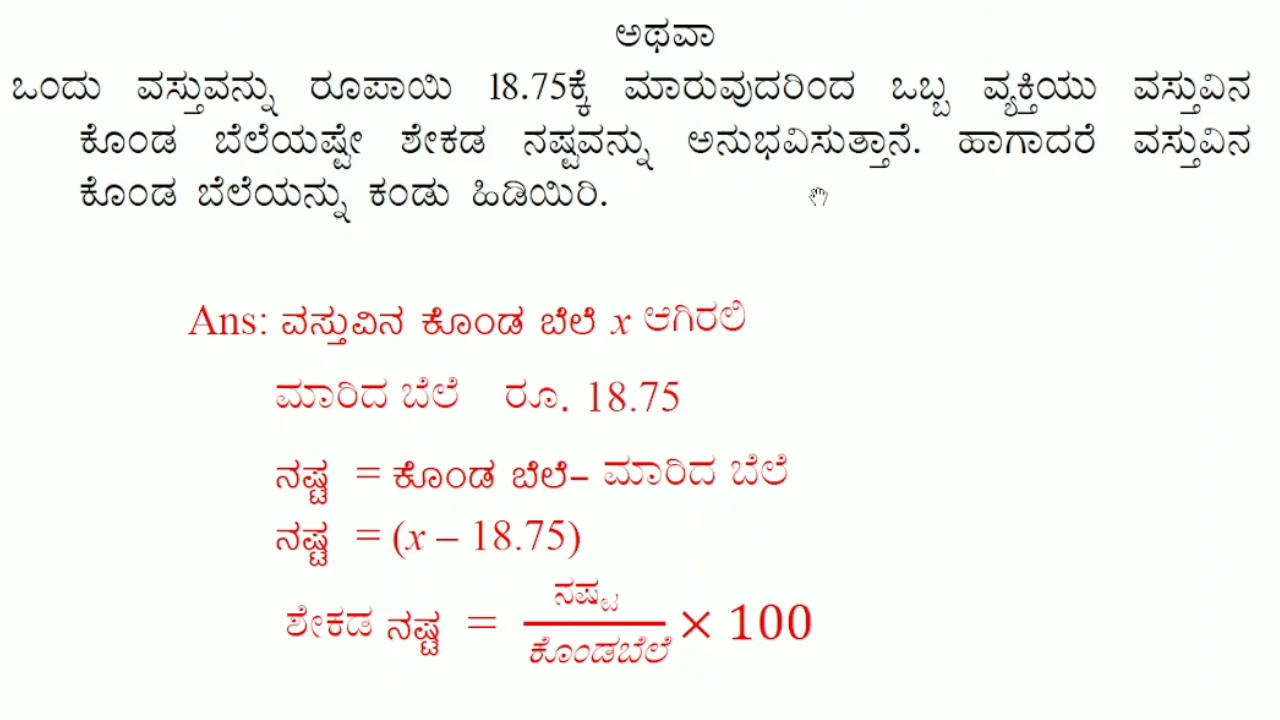 ಅಥವಾ
ಒಂದು ವಸ್ತುವನ್ನು ರೂಪಾಯಿ 18.75ಕ್ಕೆ ಮಾರುವುದರಿಂದ ಒಬ್ಬ ವ್ಯಕ್ತಿಯು ವಸ್ತುವಿನ
ಕೊಂಡ ಬೆಲೆಯಷ್ಟೇ ಶೇಕಡ ನಷ್ಟವನ್ನು ಅನುಭವಿಸುತ್ತಾನೆ. ಹಾಗಾದರೆ ವಸ್ತುವಿನ
ಕೊಂಡ ಬೆಲೆಯನ್ನು ಕಂಡು ಹಿಡಿಯಿರಿ.
Ans: ವಸ್ತುವಿನ ಕೊಂಡ ಬೆಲೆ x ಆಗಿರಲಿ
ಮಾರಿದ ಬೆಲೆ ರೂ. 18.75
ನಷ್ಟ = ಕೊಂಡ ಬೆಲೆ– ಮಾರಿದ ಬೆಲೆ
ನಷ್ಟ = (x – 18.75)
ಶೇಕಡ ನಷ್ಟ = ನಷ್ಟ / ಕೊಂಡಬೆಲೆ × 100